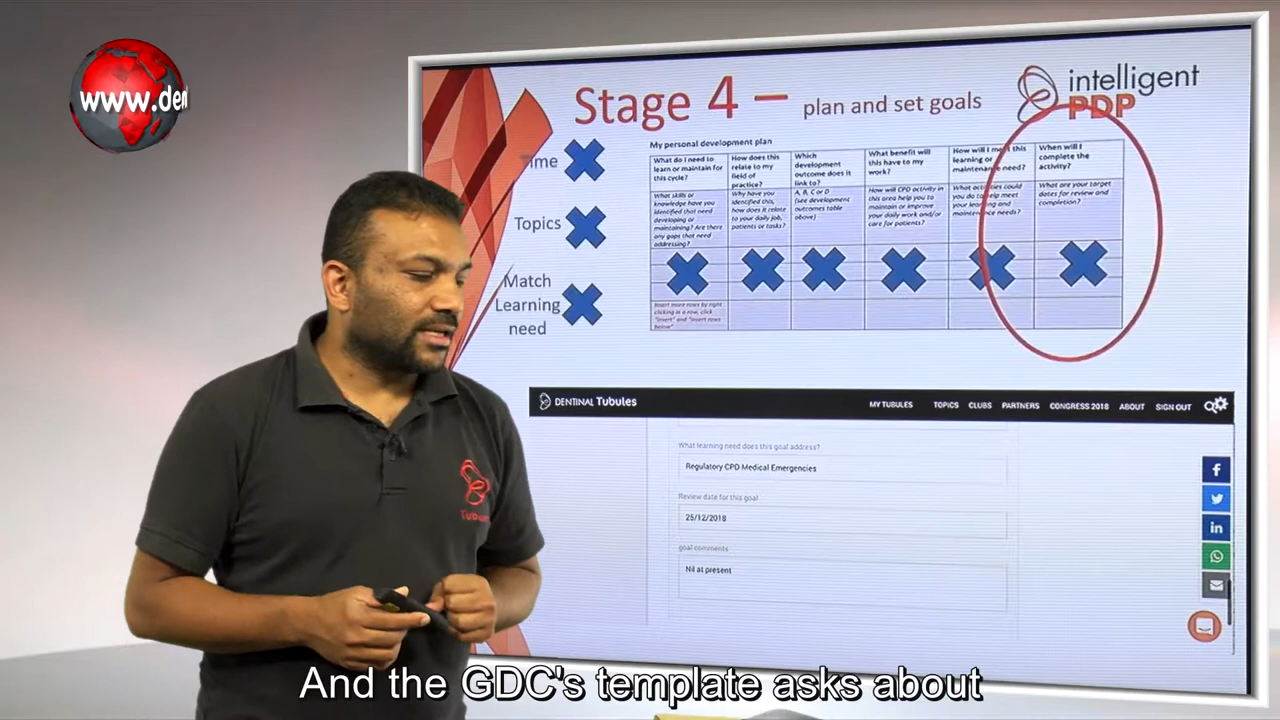 www.den
Stage 4 – plan and set goals
intelligent
PDP
Time
Topics
Match
Learning
need
My personal development plan
What do I need to
learn or maintain for
this cycle?
How does this
relate to my
field of
practice?
Which
development
outcome does it
link to?
What benefit will
this have to my
work?
How will I meet this
learning or
maintenance need?
When will I
complete the
activity?
What skills or
knowledge have you
identified that need
developing or
maintaining? Are there
any gaps that need
addressing?
Why have you
identified this,
how does it relate
to your daily job,
patients or tasks?
A, B, C or D
(see development
outcomes table
above)
How will CPD activity in
this area help you to
maintain or improve
your daily work and/or
care for patients?
What activities could
you do to help meet
your learning and
maintenance needs?
What are your target
dates for review and
completion?
Insert more rows by right
clicking in a row, click
"insert" and "insert rows
below"
DENTINAL Tubules
MY TUBULES TOPICS CLUBS PARTNERS CONGRESS 2018 ABOUT SIGN OUT
What learning need does this goal address?
Regulatory CPD Medical Emergencies
Review date for this goal
25/12/2018
goal comments
Nil at present
Tubules
And the GDC's template asks about